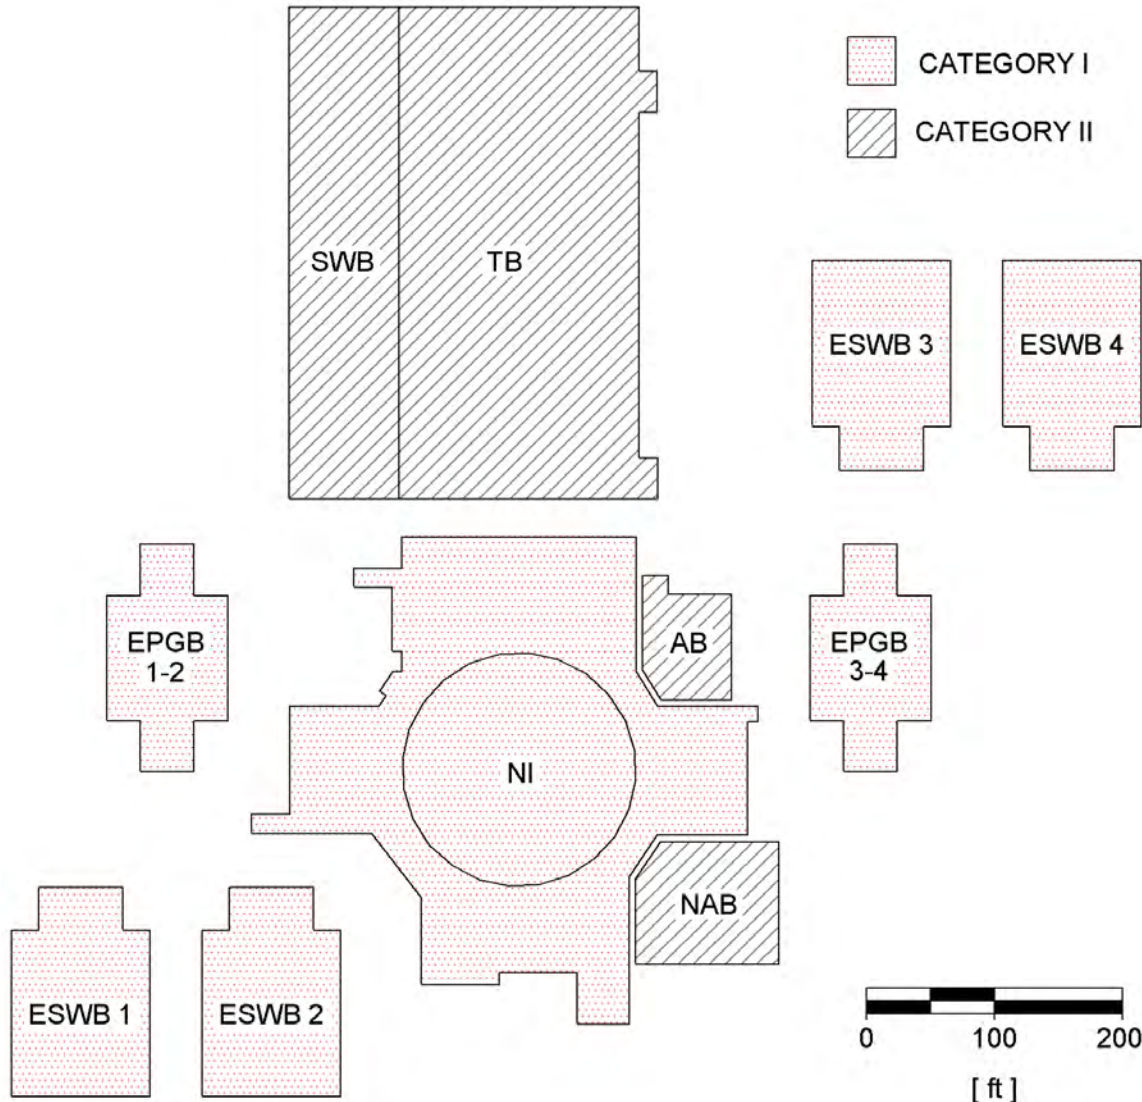 CATEGORY I
CATEGORY II
SWB
TB
ESWB 3
ESWB 4
EPGB
1-2
AB
EPGB
3-4
NI
NAB
ESWB 1
ESWB 2
0
100
200
[ ft ]